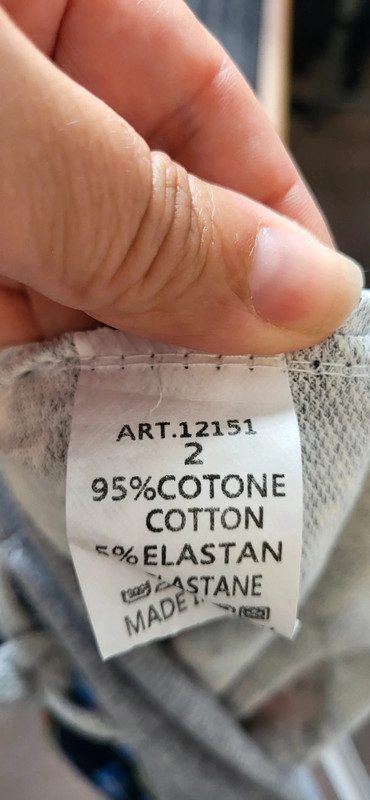 ART.12151
2
95%COTONE
COTTON
5%ELASTAN
MADE